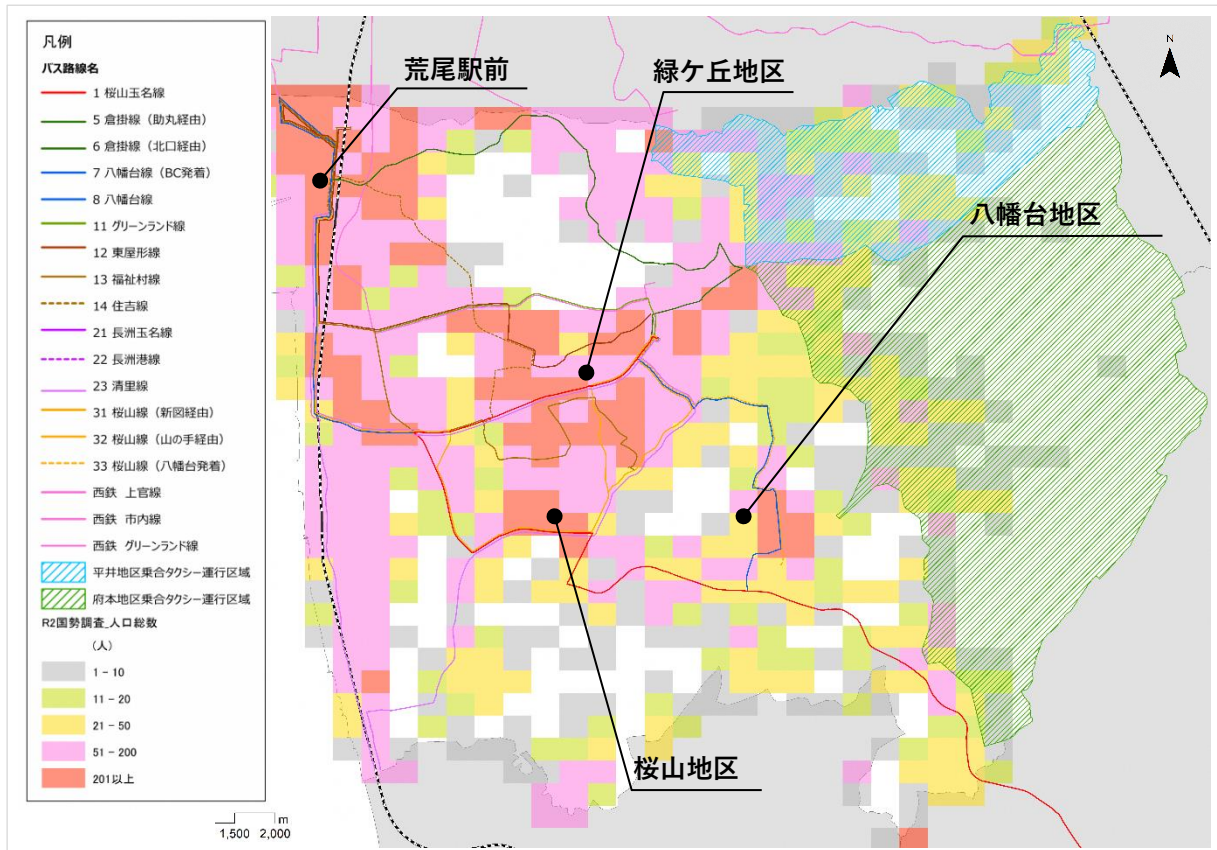 凡例
バス路線名
1 桜山玉名線
5 倉掛線（助丸経由）
6 倉掛線（北口経由）
7 八幡台線（BC発着）
8 八幡台線
11 グリーンランド線
12 東屋形線
13 福祉村線
14 住吉線
21 長洲玉名線
22 長洲港線
23 清里線
31 桜山線（新図経由）
32 桜山線（山の手経由）
33 桜山線（八幡台発着）
西鉄 上官線
西鉄 市内線
西鉄 グリーンランド線
平井地区乗合タクシー運行区域
府本地区乗合タクシー運行区域
R2国勢調査_人口総数
（人）
1 - 10
11 - 20
21 - 50
51 - 200
201以上
1,500 2,000 m
荒尾駅前
緑ケ丘地区
八幡台地区
桜山地区
N